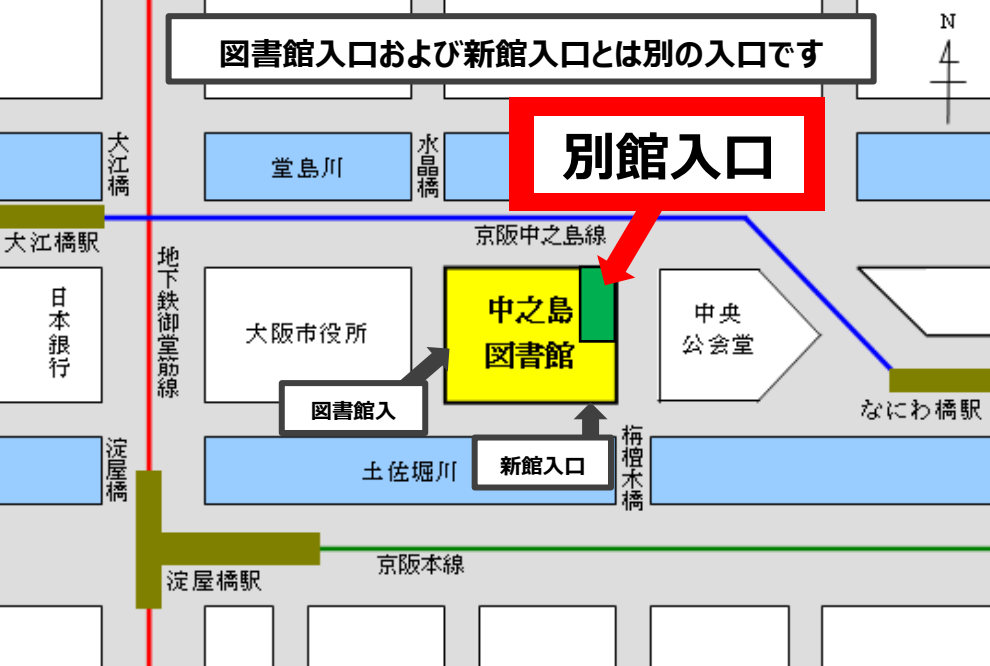 図書館入口および新館入口とは別の入口です
N
別館入口
大江橋
堂島川
水晶橋
大江橋駅
京阪中之島線
地下鉄御堂筋線
日本銀行
大阪市役所
中之島
図書館
中央
公会堂
図書館入
なにわ橋駅
淀屋橋
土佐堀川
新館入口
栴檀木橋
京阪本線
淀屋橋駅